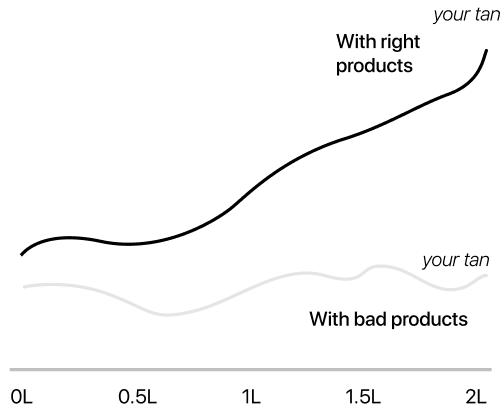 your tan
With right
products
your tan
With bad products
0L 0.5L 1L 1.5L 2L